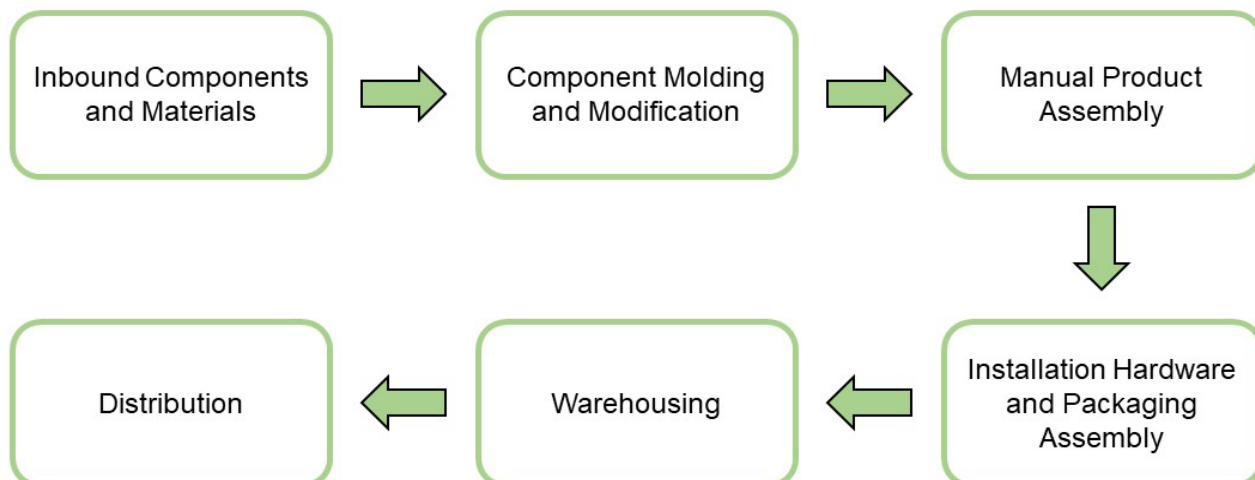 Inbound Components
and Materials
Component Molding
and Modification
Manual Product
Assembly
Installation Hardware
and Packaging
Assembly
Warehousing
Distribution